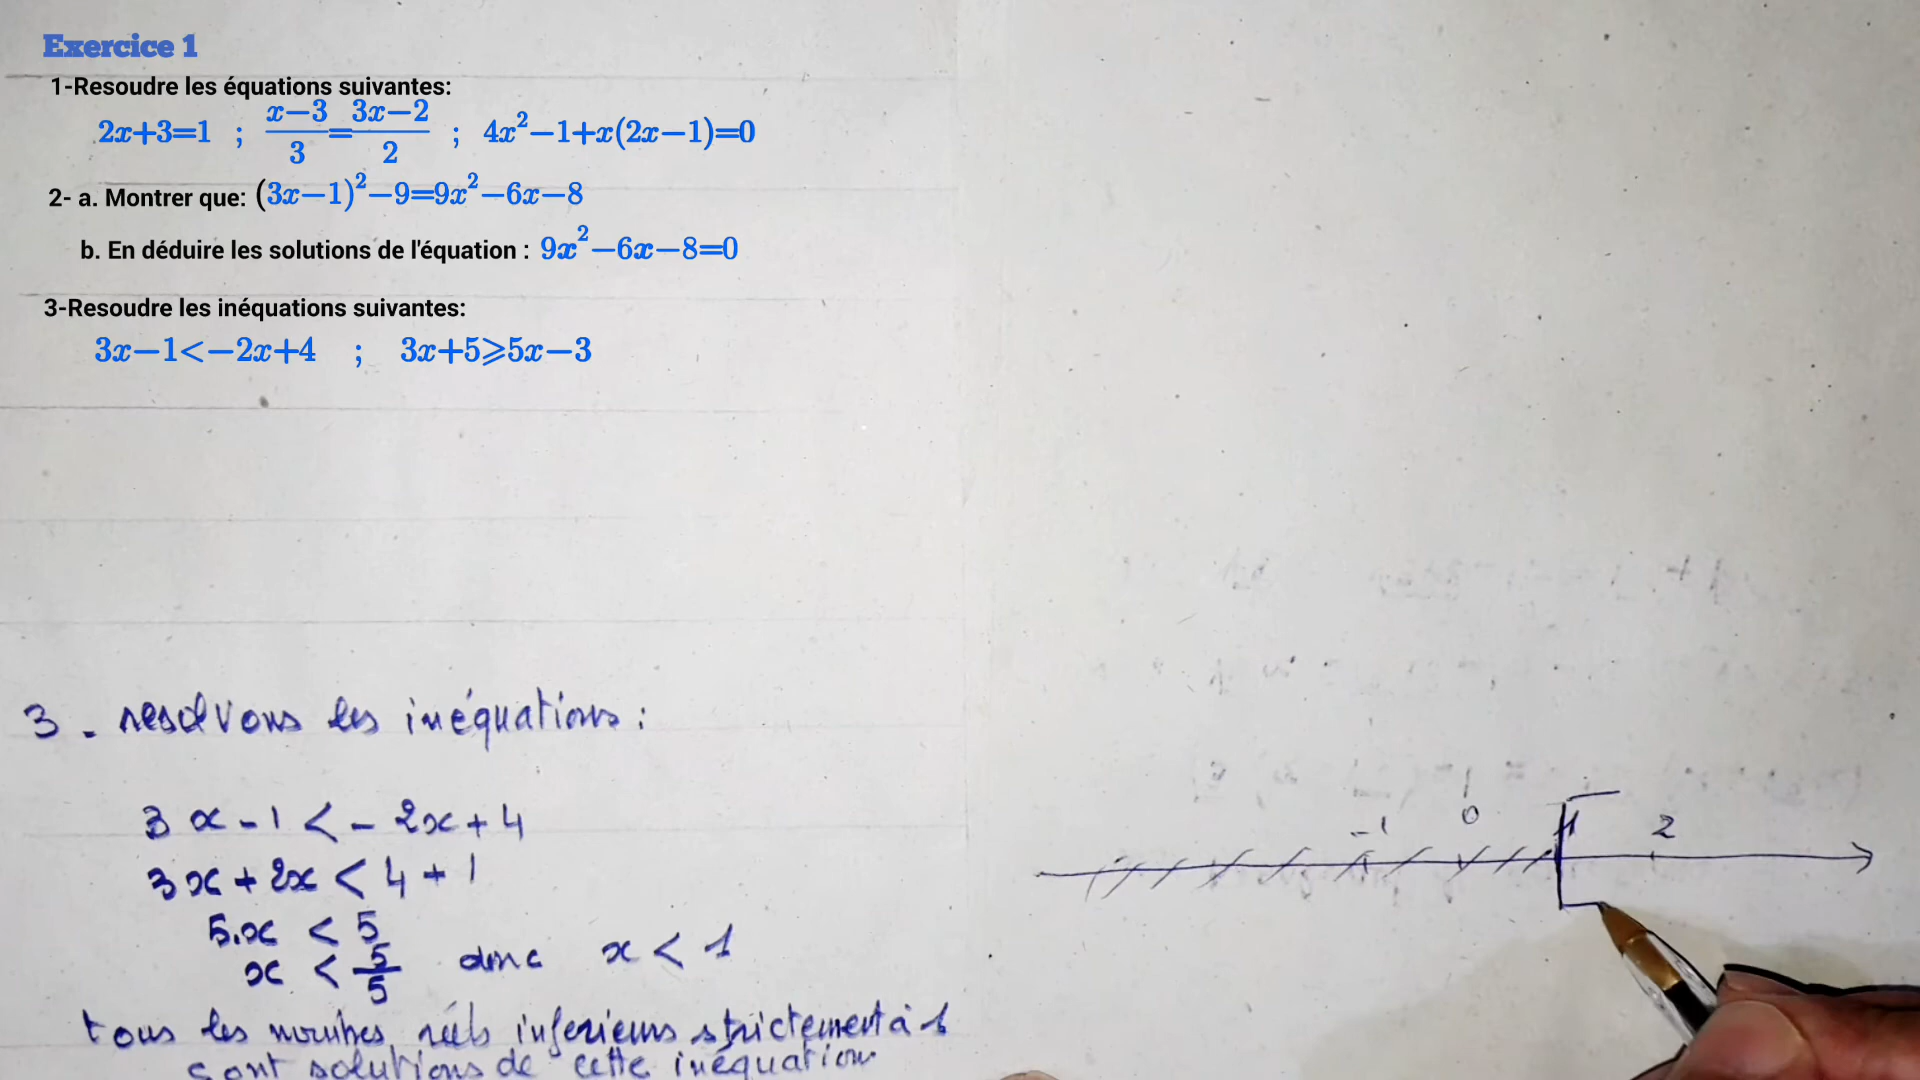 Exercice 1
1-Resoudre les équations suivantes:
2x+3=1 ; (x-3)/3=(3x-2)/2 ; 4x²-1+x(2x-1)=0
2- a. Montrer que: (3x-1)²-9=9x²-6x-8
b. En déduire les solutions de l'équation : 9x²-6x-8=0
3-Resoudre les inéquations suivantes:
3x-1<-2x+4 ; 3x+5⩾5x-3
3 - resolvons les inéquations :
3x - 1 < - 2x + 4
3x + 2x < 4 + 1
5.x < 5
x < 5/5 donc x < 1
tous les nombres réels inferieurs strictement à 1
sont solutions de cette inéquation
-1 0 1 2